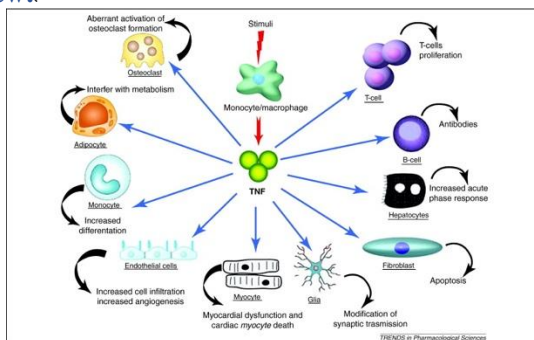 Aberrant activation of
osteoclast formation
Osteoclast
Stimuli
Monocyte/macrophage
T-cells
proliferation
T-cell
Interfer with metabolism
Adipocyte
Antibodies
B-cell
TNF
Monocyte
Increased
differentation
Increased acute
phase response
Hepatocytes
Endothelial cells
Increased cell infiltration
increased angiogenesis
Myocyte
Myocardial dysfunction and
cardiac myocyte death
Glia
Modification of
synaptic trasmission
Fibroblast
Apoptosis
TRENDS in Pharmacological Sciences